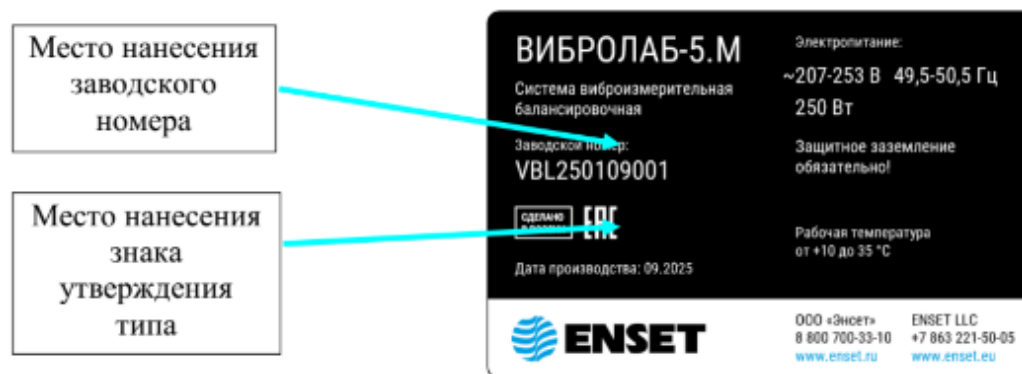 Место нанесения
заводского
номера
Место нанесения
знака
утверждения
типа
ВИБРОЛАБ-5.М
Система виброизмерительная
балансировочная
Заводской номер:
VBL250109001
СДЕЛАНО
EAC
Дата производства: 09.2025
Электропитание:
~207-253 В 49,5-50,5 Гц
250 Вт
Защитное заземление
обязательно!
Рабочая температура
от +10 до 35 °C
ENSET
ООО «Энсет»
8 800 700-33-10
www.enset.ru
ENSET LLC
+7 863 221-50-05
www.enset.eu